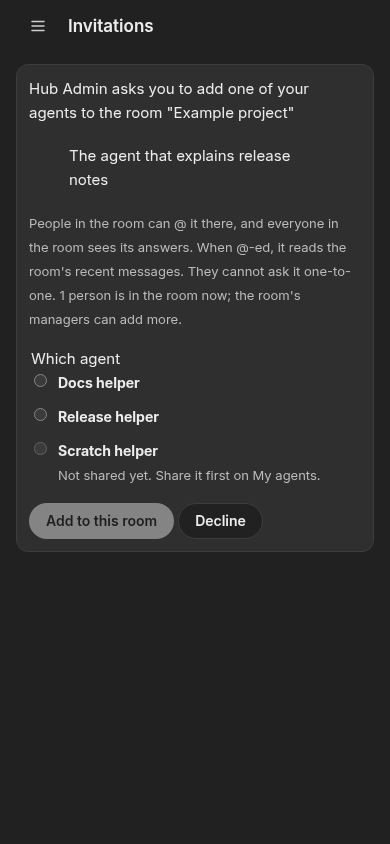 Invitations
Hub Admin asks you to add one of your
agents to the room "Example project"
The agent that explains release
notes
People in the room can @ it there, and everyone in
the room sees its answers. When @-ed, it reads the
room's recent messages. They cannot ask it one-to-
one. 1 person is in the room now; the room's
managers can add more.
Which agent
Docs helper
Release helper
Scratch helper
Not shared yet. Share it first on My agents.
Add to this room
Decline